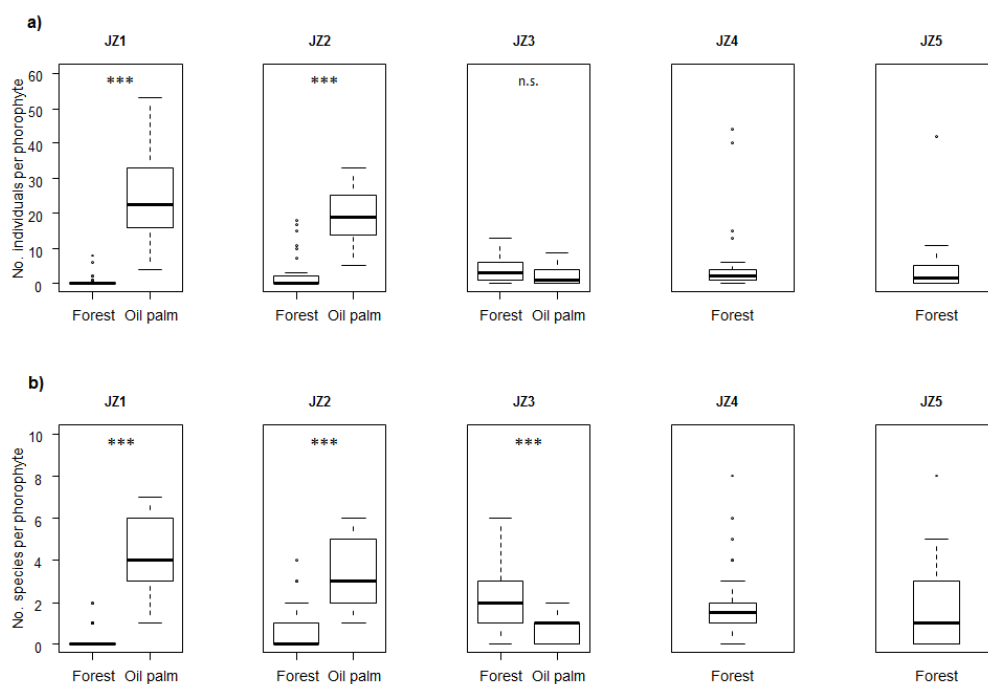 a)
JZ1 JZ2 JZ3 JZ4 JZ5
*** *** n.s.
No. individuals per phorophyte
60
50
40
30
20
10
0
Forest Oil palm Forest Oil palm Forest Oil palm Forest Forest
b)
JZ1 JZ2 JZ3 JZ4 JZ5
*** *** ***
No. species per phorophyte
10
8
6
4
2
0
Forest Oil palm Forest Oil palm Forest Oil palm Forest Forest